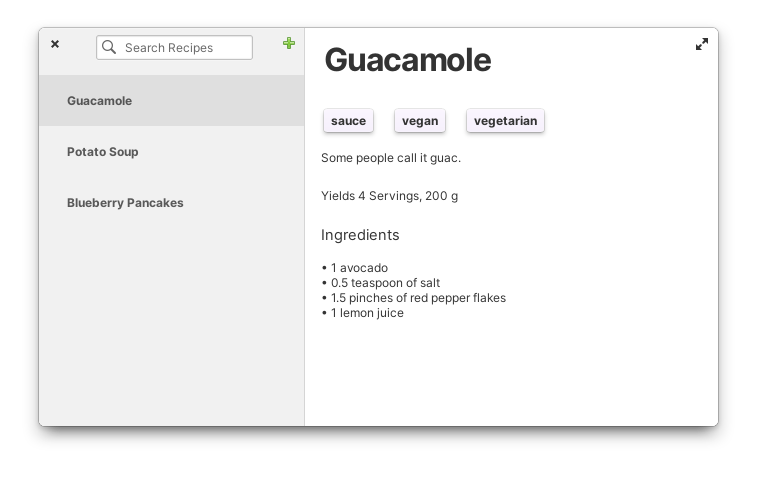 Search Recipes
Guacamole
Potato Soup
Blueberry Pancakes
Guacamole
sauce vegan vegetarian
Some people call it guac.
Yields 4 Servings, 200 g
Ingredients
• 1 avocado
• 0.5 teaspoon of salt
• 1.5 pinches of red pepper flakes
• 1 lemon juice